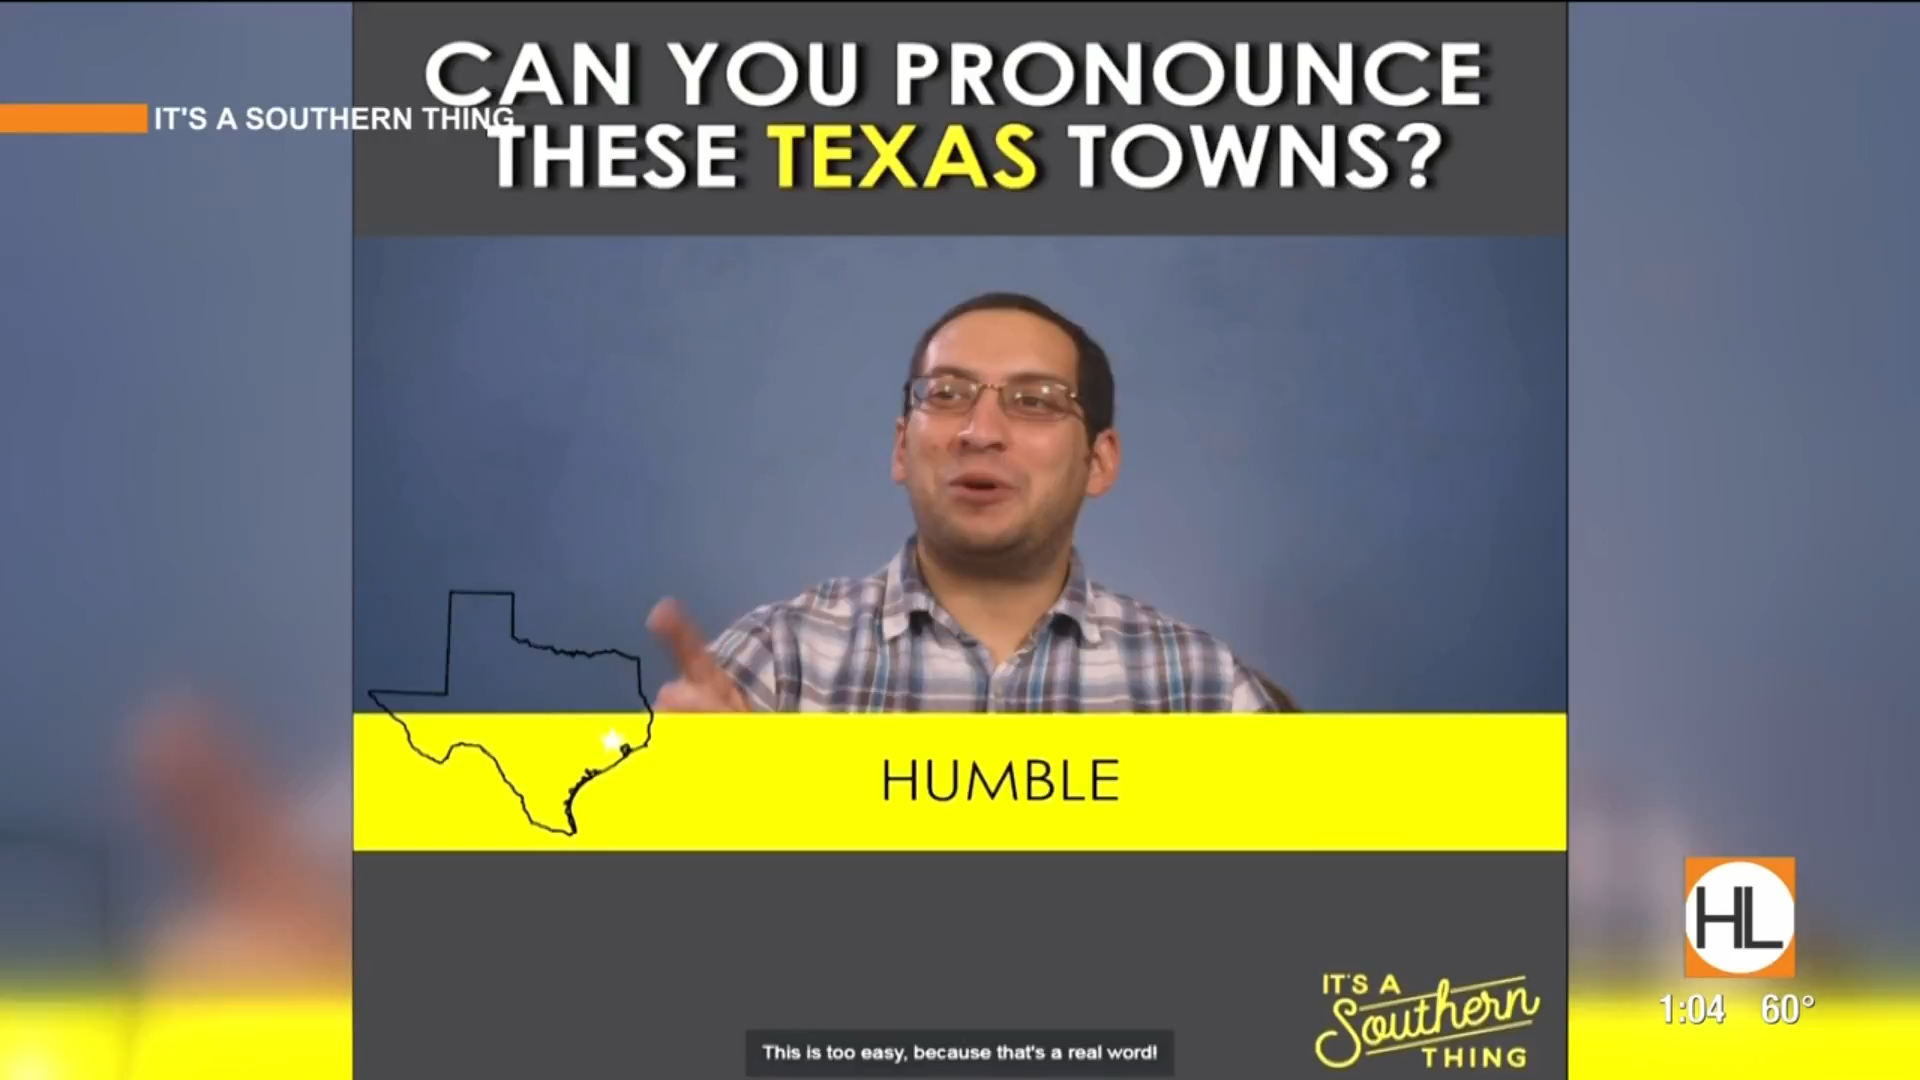 CAN YOU PRONOUNCE
THESE TEXAS TOWNS?
IT'S A SOUTHERN THING
HUMBLE
HL
1:04 60°
IT'S A
Southern
THING
This is too easy, because that's a real word!